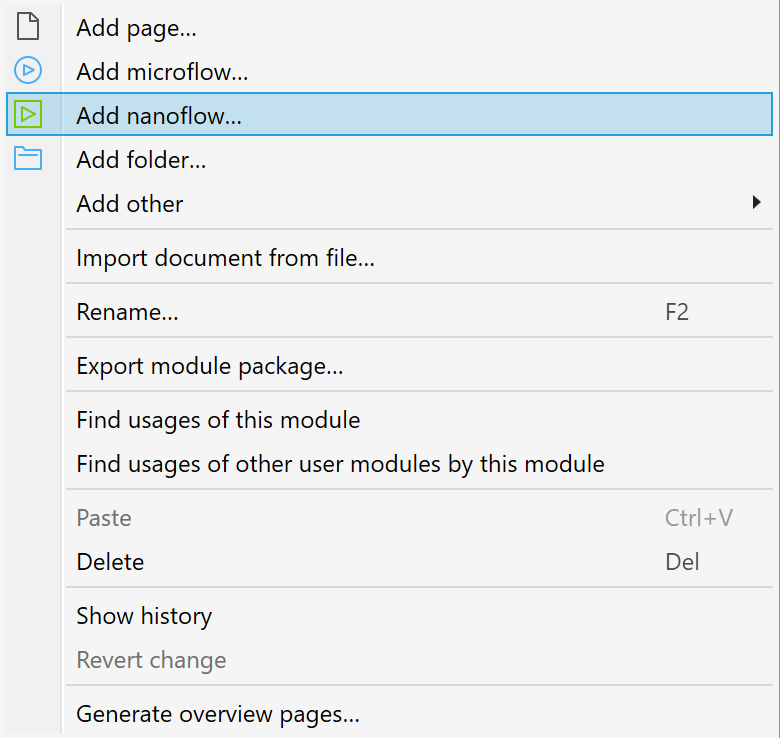 Add page...
Add microflow...
Add nanoflow...
Add folder...
Add other
Import document from file...
Rename... F2
Export module package...
Find usages of this module
Find usages of other user modules by this module
Paste Ctrl+V
Delete Del
Show history
Revert change
Generate overview pages...